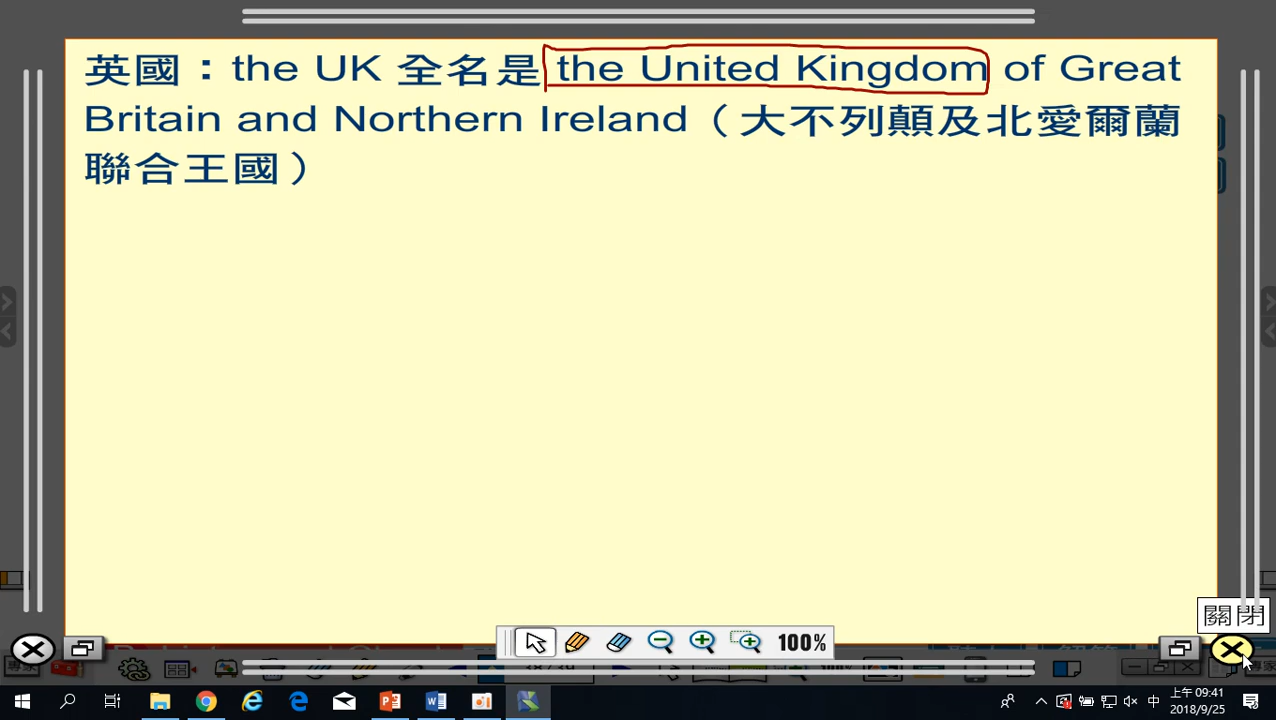 英國：the UK 全名是 the United Kingdom of Great
Britain and Northern Ireland（大不列顛及北愛爾蘭
聯合王國）
關閉
100%
中
上午 09:41
2018/9/25